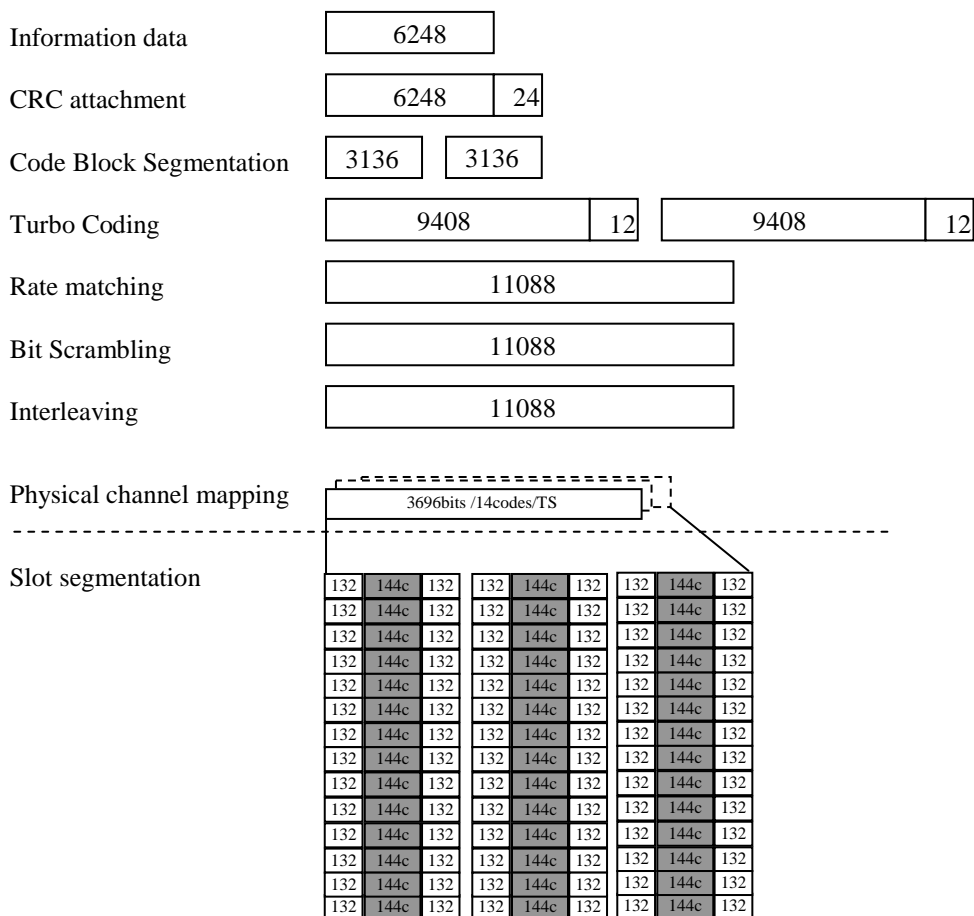 Information data 6248
CRC attachment 6248 24
Code Block Segmentation 3136 3136
Turbo Coding 9408 12 9408 12
Rate matching 11088
Bit Scrambling 11088
Interleaving 11088
Physical channel mapping 3696bits /14codes/TS
Slot segmentation
132 144c 132 132 144c 132 132 144c 132
132 144c 132 132 144c 132 132 144c 132
132 144c 132 132 144c 132 132 144c 132
132 144c 132 132 144c 132 132 144c 132
132 144c 132 132 144c 132 132 144c 132
132 144c 132 132 144c 132 132 144c 132
132 144c 132 132 144c 132 132 144c 132
132 144c 132 132 144c 132 132 144c 132
132 144c 132 132 144c 132 132 144c 132
132 144c 132 132 144c 132 132 144c 132
132 144c 132 132 144c 132 132 144c 132
132 144c 132 132 144c 132 132 144c 132
132 144c 132 132 144c 132 132 144c 132
132 144c 132 132 144c 132 132 144c 132